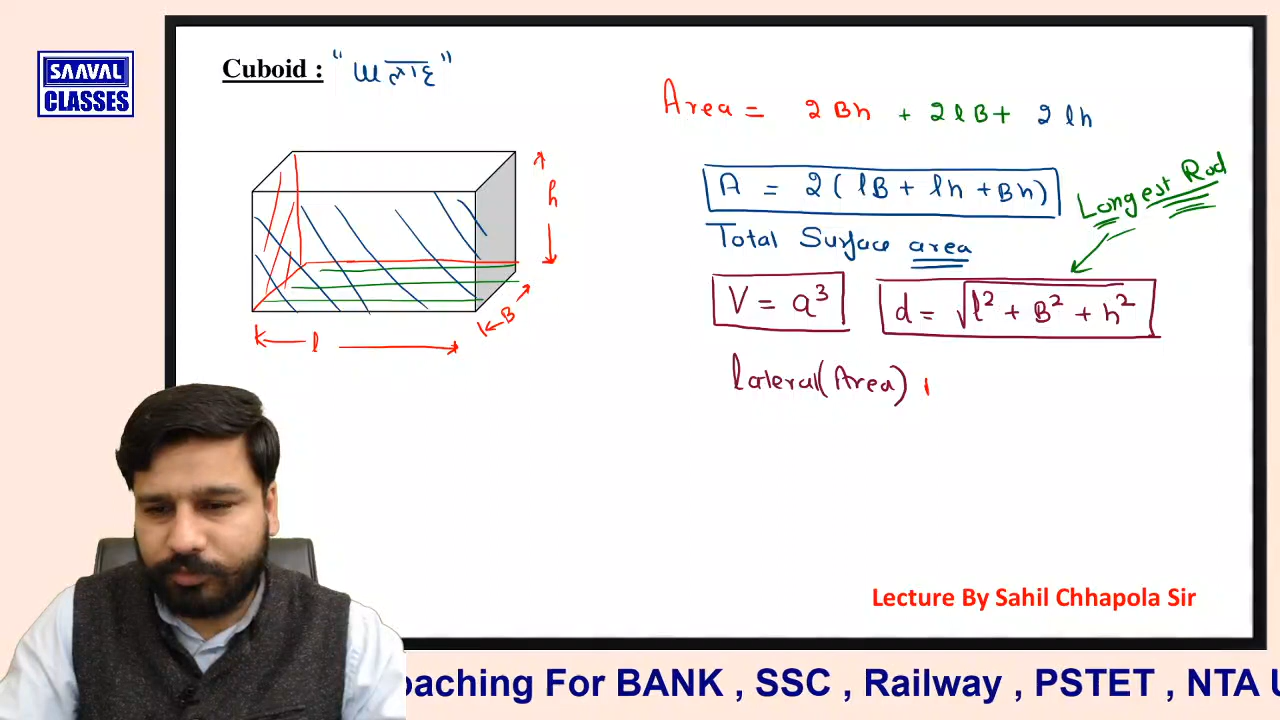 SAAVAL
CLASSES
Cuboid : "घनाभ"
Area = 2Bh + 2lB + 2lh
A = 2(lB + lh + Bh)
Longest Rod
Total Surface area
V = a³
d = √l² + B² + h²
lateral (Area)
h
B
l
Lecture By Sahil Chhapola Sir
oaching For BANK , SSC , Railway , PSTET , NTA U